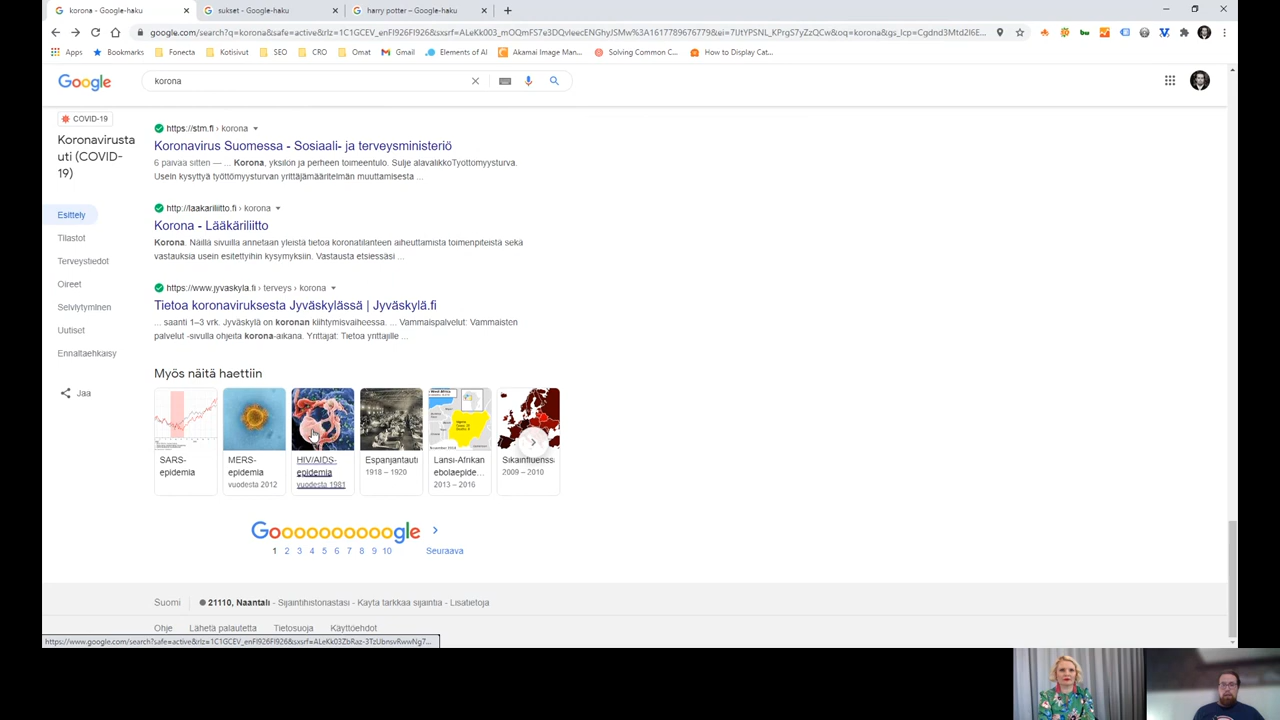 korona - Google-haku
sukset - Google-haku
harry potter – Google-haku
Apps
Bookmarks
Fonecta
Kotisivut
SEO
CRO
Omat
Gmail
Elements of AI
Akamai Image Man...
Solving Common C...
How to Display Cat...
Google
korona
COVID-19
Koronavirusta
uti (COVID-
19)
Esittely
Tilastot
Terveystiedot
Oireet
Selviytyminen
Uutiset
Ennaltaehkäisy
Jaa
https://stm.fi › korona
Koronavirus Suomessa - Sosiaali- ja terveysministeriö
6 päivää sitten — ... Korona, yksilön ja perheen toimeentulo. Sulje alavalikkoTyöttömyysturva.
Usein kysyttyä työttömyysturvan yrittäjämääritelmän muuttamisesta ...
http://laakariliitto.fi › korona
Korona - Lääkäriliitto
Korona. Näillä sivuilla annetaan yleistä tietoa koronatilanteen aiheuttamista toimenpiteistä sekä
vastauksia usein esitettyihin kysymyksiin. Vastausta etsiessäsi ...
https://www.jyvaskyla.fi › terveys › korona
Tietoa koronaviruksesta Jyväskylässä | Jyväskylä.fi
... saanti 1–3 vrk. Jyväskylä on koronan kiihtymisvaiheessa. ... Vammaispalvelut: Vammaisten
palvelut -sivulla ohjeita korona-aikana. Yrittäjät: Tietoa yrittäjille ...
Myös näitä haettiin
SARS-
epidemia
MERS-
epidemia
vuodesta 2012
HIV/AIDS-
epidemia
vuodesta 1981
Espanjantauti
1918 – 1920
Länsi-Afrikan
ebolaepide...
2013 – 2016
Sikainfluenss
2009 – 2010
Goooooooooogle
1 2 3 4 5 6 7 8 9 10 Seuraava
Suomi
21110, Naantali - Sijaintihistoriastasi - Käytä tarkkaa sijaintia - Lisätietoja
Ohje Lähetä palautetta Tietosuoja Käyttöehdot